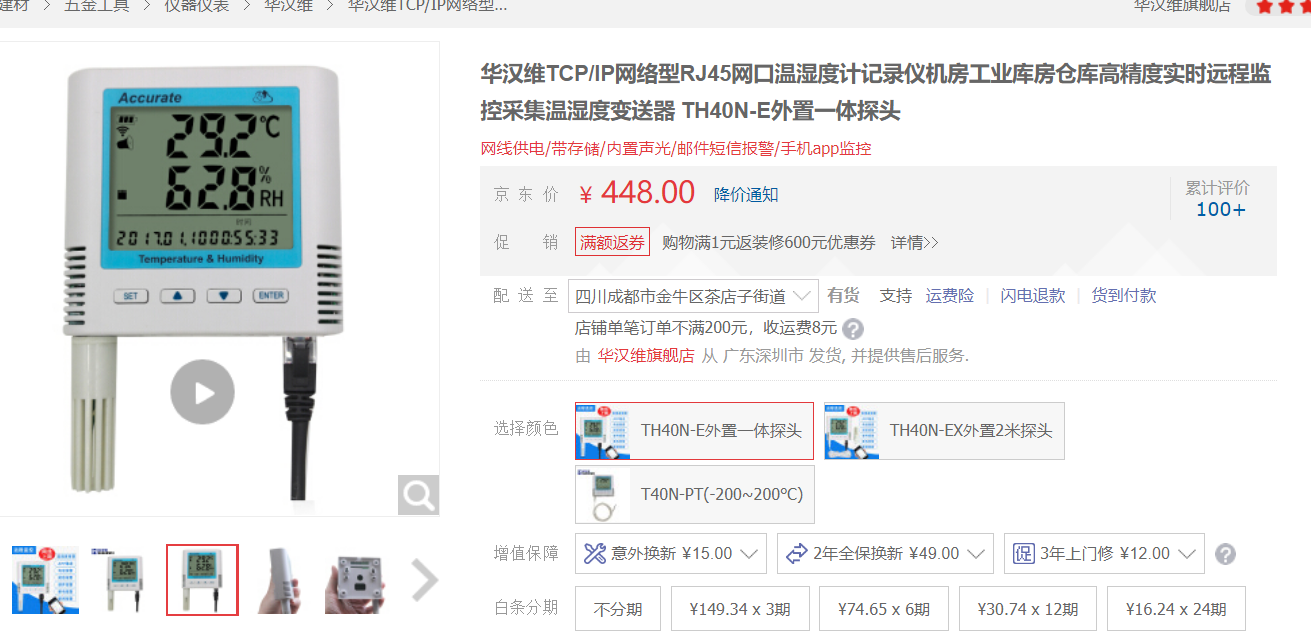 建材 > 五金工具 > 仪器仪表 > 华汉维 > 华汉维TCP/IP网络型...
华汉维旗舰店
Accurate
29.2℃
62.8%RH
时间
2017.01.10 00:55:33
Temperature & Humidity
SET
ENTER
华汉维TCP/IP网络型RJ45网口温湿度计记录仪机房工业库房仓库高精度实时远程监
控采集温湿度变送器 TH40N-E外置一体探头
网线供电/带存储/内置声光/邮件短信报警/手机app监控
京东价 ¥ 448.00 降价通知
累计评价
100+
促销 满额返券 购物满1元返装修600元优惠券 详情>>
配送至 四川成都市金牛区茶店子街道 有货 支持 运费险 闪电退款 货到付款
店铺单笔订单不满200元，收运费8元 ?
由 华汉维旗舰店 从 广东深圳市 发货, 并提供售后服务.
选择颜色 TH40N-E外置一体探头 TH40N-EX外置2米探头
T40N-PT(-200~200℃)
增值保障 意外换新 ¥15.00 2年全保换新 ¥49.00 促 3年上门修 ¥12.00 ?
白条分期 不分期 ¥149.34 x 3期 ¥74.65 x 6期 ¥30.74 x 12期 ¥16.24 x 24期